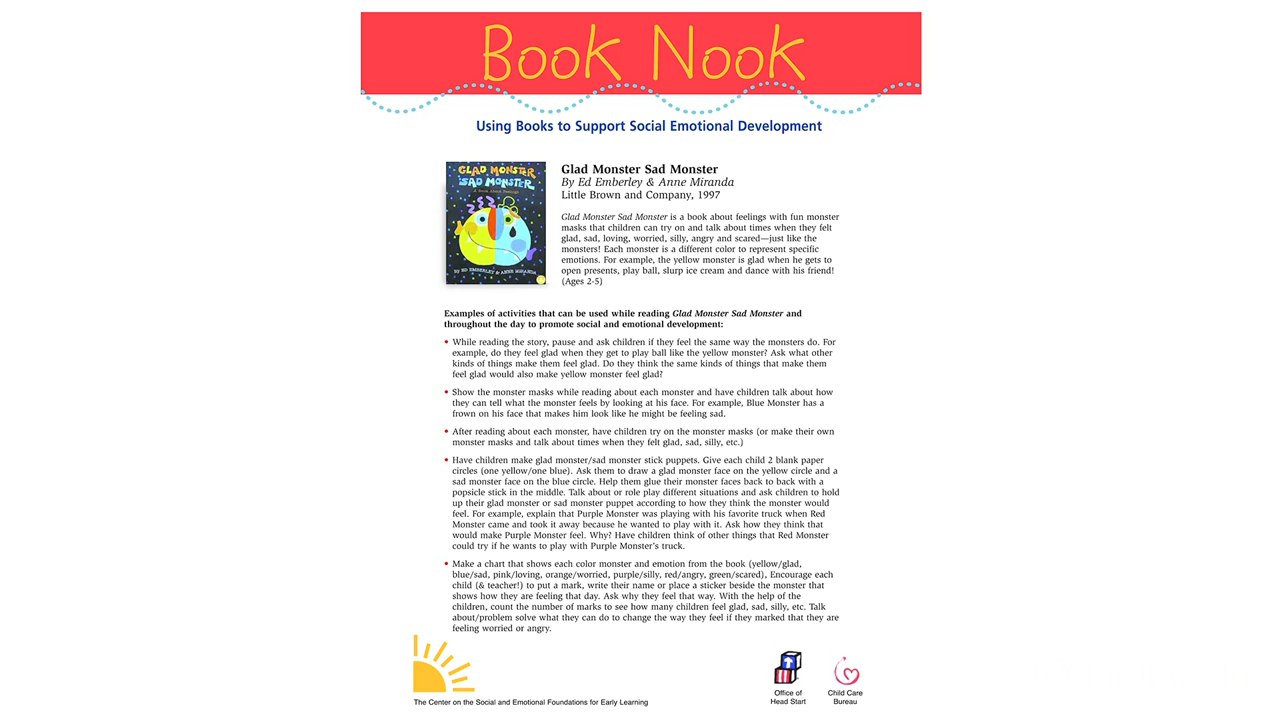 Book Nook
Using Books to Support Social Emotional Development
GLAD MONSTER
SAD MONSTER
A Book About Feelings
BY ED EMBERLEY & ANNE MIRANDA
Glad Monster Sad Monster
By Ed Emberley & Anne Miranda
Little Brown and Company, 1997
Glad Monster Sad Monster is a book about feelings with fun monster
masks that children can try on and talk about times when they felt
glad, sad, loving, worried, silly, angry and scared—just like the
monsters! Each monster is a different color to represent specific
emotions. For example, the yellow monster is glad when he gets to
open presents, play ball, slurp ice cream and dance with his friend!
(Ages 2-5)
Examples of activities that can be used while reading Glad Monster Sad Monster and
throughout the day to promote social and emotional development:
• While reading the story, pause and ask children if they feel the same way the monsters do. For
example, do they feel glad when they get to play ball like the yellow monster? Ask what other
kinds of things make them feel glad. Do they think the same kinds of things that make them
feel glad would also make yellow monster feel glad?
• Show the monster masks while reading about each monster and have children talk about how
they can tell what the monster feels by looking at his face. For example, Blue Monster has a
frown on his face that makes him look like he might be feeling sad.
• After reading about each monster, have children try on the monster masks (or make their own
monster masks and talk about times when they felt glad, sad, silly, etc.)
• Have children make glad monster/sad monster stick puppets. Give each child 2 blank paper
circles (one yellow/one blue). Ask them to draw a glad monster face on the yellow circle and a
sad monster face on the blue circle. Help them glue their monster faces back to back with a
popsicle stick in the middle. Talk about or role play different situations and ask children to hold
up their glad monster or sad monster puppet according to how they think the monster would
feel. For example, explain that Purple Monster was playing with his favorite truck when Red
Monster came and took it away because he wanted to play with it. Ask how they think that
would make Purple Monster feel. Why? Have children think of other things that Red Monster
could try if he wants to play with Purple Monster's truck.
• Make a chart that shows each color monster and emotion from the book (yellow/glad,
blue/sad, pink/loving, orange/worried, purple/silly, red/angry, green/scared), Encourage each
child (& teacher!) to put a mark, write their name or place a sticker beside the monster that
shows how they are feeling that day. Ask why they feel that way. With the help of the
children, count the number of marks to see how many children feel glad, sad, silly, etc. Talk
about/problem solve what they can do to change the way they feel if they marked that they are
feeling worried or angry.
The Center on the Social and Emotional Foundations for Early Learning
Office of
Head Start
Child Care
Bureau